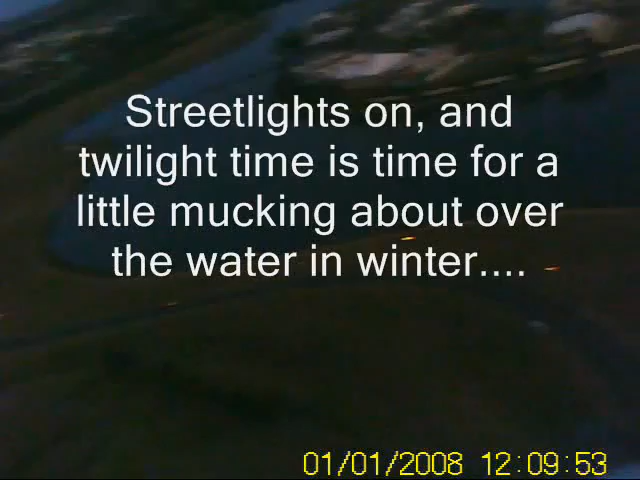 Streetlights on, and
twilight time is time for a
little mucking about over
the water in winter....
01/01/2008 12:09:53